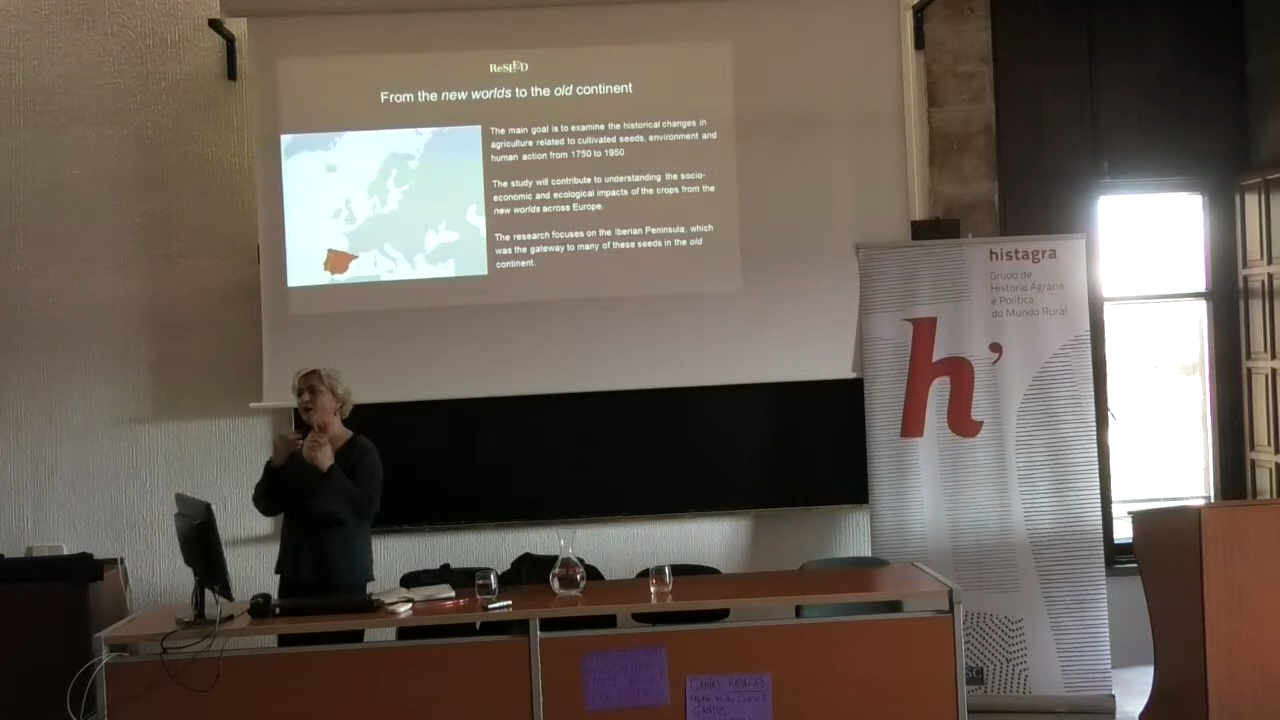 ReSEED
From the new worlds to the old continent
The main goal is to examine the historical changes in
agriculture related to cultivated seeds, environment and
human action from 1750 to 1950.
The study will contribute to understanding the socio-
economic and ecological impacts of the crops from the
new worlds across Europe.
The research focuses on the Iberian Peninsula, which
was the gateway to many of these seeds in the old
continent.
histagra
Grupo de
Historia Agraria
e Política
do Mundo Rural
h'
SC